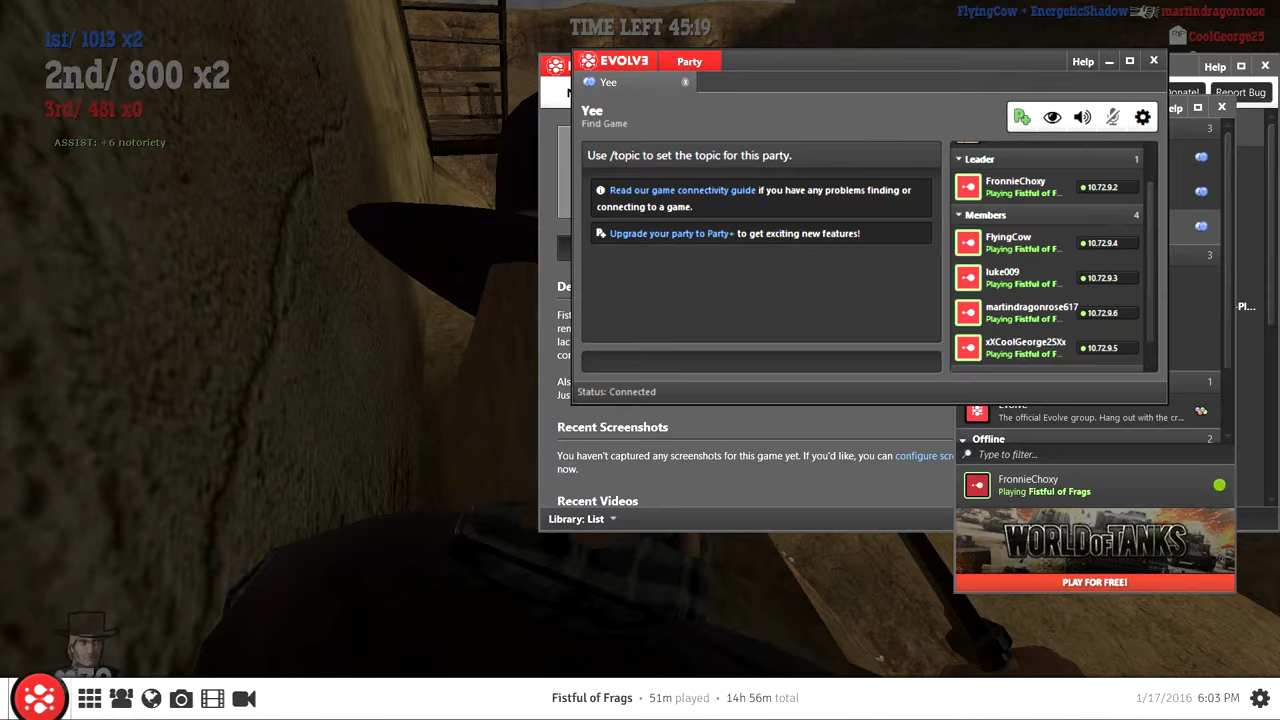 1st/ 1013 x2
2nd/ 800 x2
3rd/ 481 x0
ASSIST: +6 notoriety
TIME LEFT 45:19
FlyingCow + EnergeticShadow martindragonrose
CoolGeorge25
EVOLV3 Party Help
Yee
Yee
Find Game
Use /topic to set the topic for this party.
Read our game connectivity guide if you have any problems finding or
connecting to a game.
Upgrade your party to Party+ to get exciting new features!
Leader 1
FronnieChoxy 10.72.9.2
Playing Fistful of F...
Members 4
FlyingCow 10.72.9.4
Playing Fistful of F...
luke009 10.72.9.3
Playing Fistful of F...
martindragonrose617 10.72.9.6
Playing Fistful of F...
xXCoolGeorge25Xx 10.72.9.5
Playing Fistful of F...
Status: Connected
Help
Report Bug
3
3
-Pl...
1
The official Evolve group. Hang out with the cr...
Offline 2
Type to filter...
FronnieChoxy
Playing Fistful of Frags
WORLD OF TANKS
PLAY FOR FREE!
Recent Screenshots
You haven't captured any screenshots for this game yet. If you'd like, you can configure scr
now.
Recent Videos
Library: List
Fistful of Frags • 51m played • 14h 56m total
1/17/2016 6:03 PM